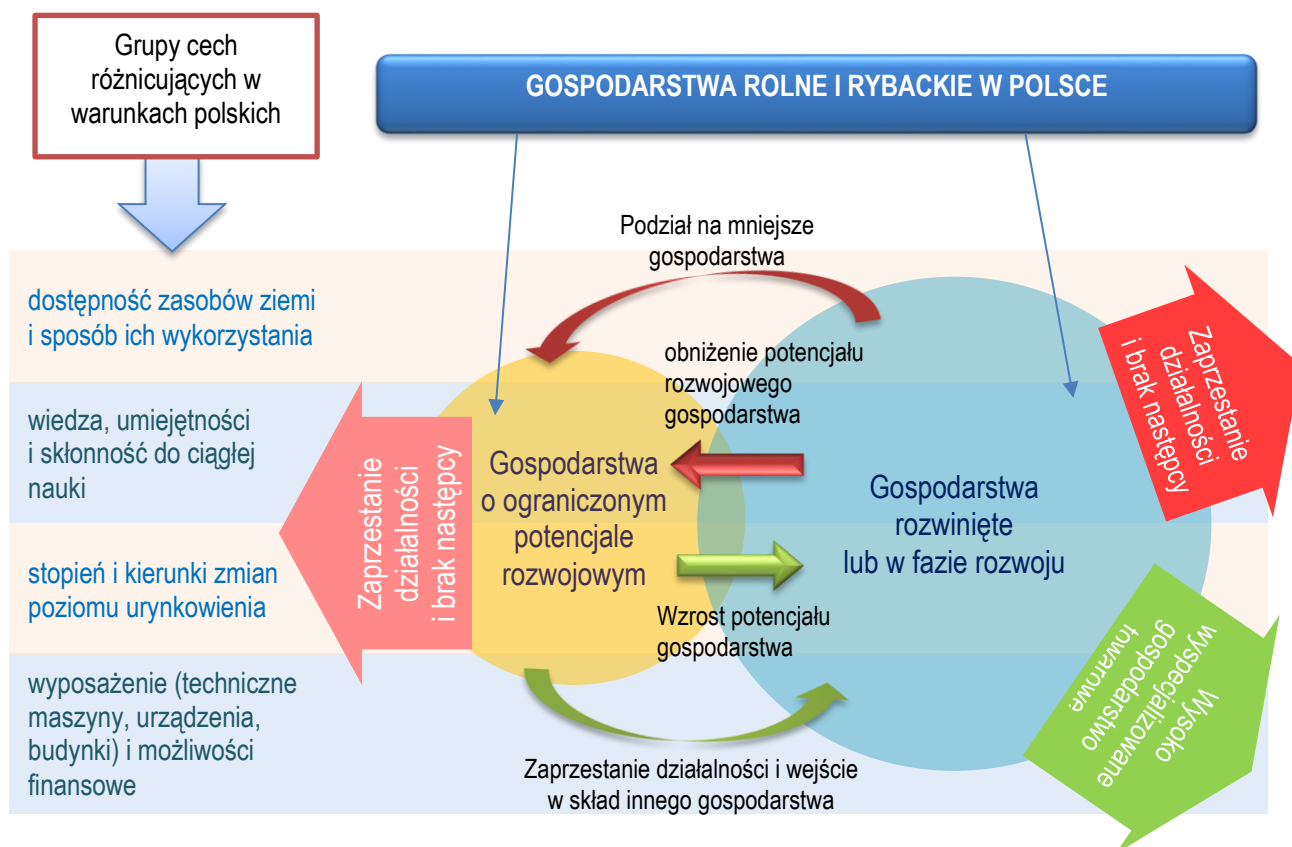 Grupy cech
różnicujących w
warunkach polskich
GOSPODARSTWA ROLNE I RYBACKIE W POLSCE
Podział na mniejsze
gospodarstwa
dostępność zasobów ziemi
i sposób ich wykorzystania
obniżenie potencjału
rozwojowego
gospodarstwa
Zaprzestanie
działalności
i brak następcy
wiedza, umiejętności
i skłonność do ciągłej
nauki
Zaprzestanie
działalności
i brak następcy
Gospodarstwa
o ograniczonym
potencjale
rozwojowym
Gospodarstwa
rozwinięte
lub w fazie rozwoju
stopień i kierunki zmian
poziomu urynkowienia
Wzrost potencjału
gospodarstwa
Wysoko
wyspecjalizowane
gospodarstwo
towarowe.
wyposażenie (techniczne
maszyny, urządzenia,
budynki) i możliwości
finansowe
Zaprzestanie działalności i wejście
w skład innego gospodarstwa